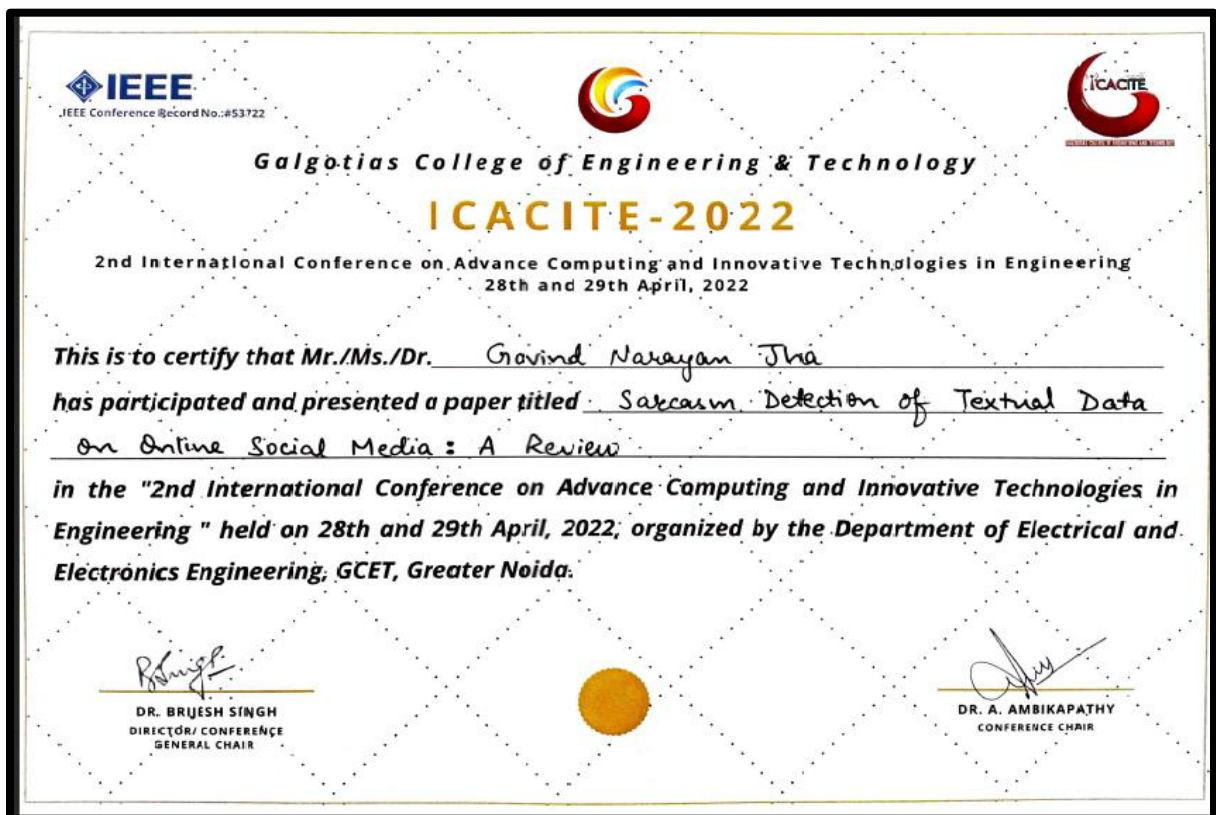 IEEE
IEEE Conference Record No.:#53722
iCACITE
Galgotias College of Engineering & Technology
ICACITE-2022
2nd International Conference on Advance Computing and Innovative Technologies in Engineering
28th and 29th April, 2022
This is to certify that Mr./Ms./Dr. Govind Narayan Jha
has participated and presented a paper titled Sarcasm Detection of Textual Data
on Online Social Media: A Review
in the "2nd International Conference on Advance Computing and Innovative Technologies in
Engineering " held on 28th and 29th April, 2022, organized by the Department of Electrical and
Electronics Engineering, GCET, Greater Noida.
DR. BRIJESH SINGH
DIRECTOR/ CONFERENCE
GENERAL CHAIR
DR. A. AMBIKAPATHY
CONFERENCE CHAIR